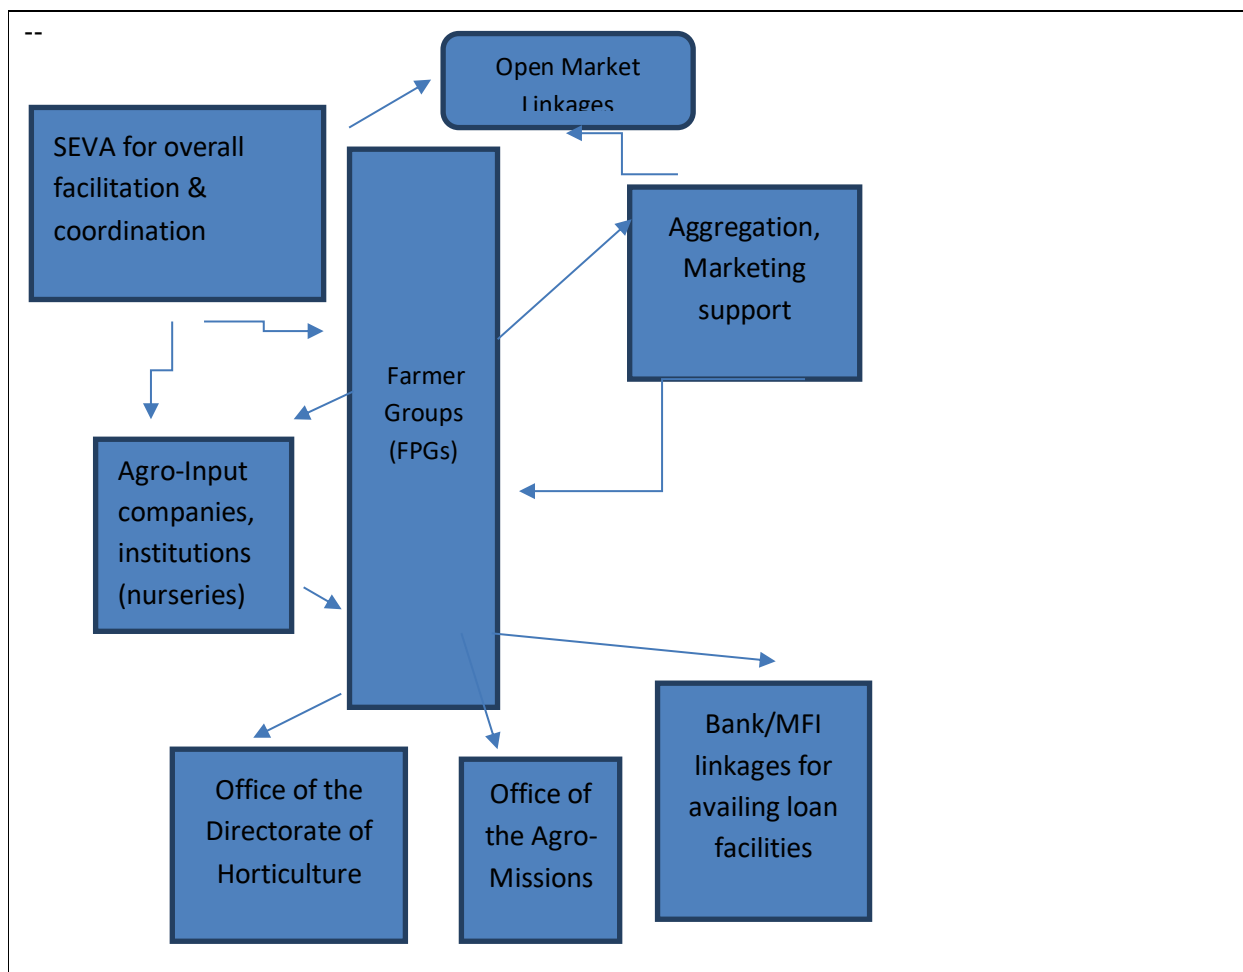 --
Open Market
Linkages
SEVA for overall
facilitation &
coordination
Aggregation,
Marketing
support
Farmer
Groups
(FPGs)
Agro-Input
companies,
institutions
(nurseries)
Bank/MFI
linkages for
availing loan
facilities
Office of the
Directorate of
Horticulture
Office of
the Agro-
Missions